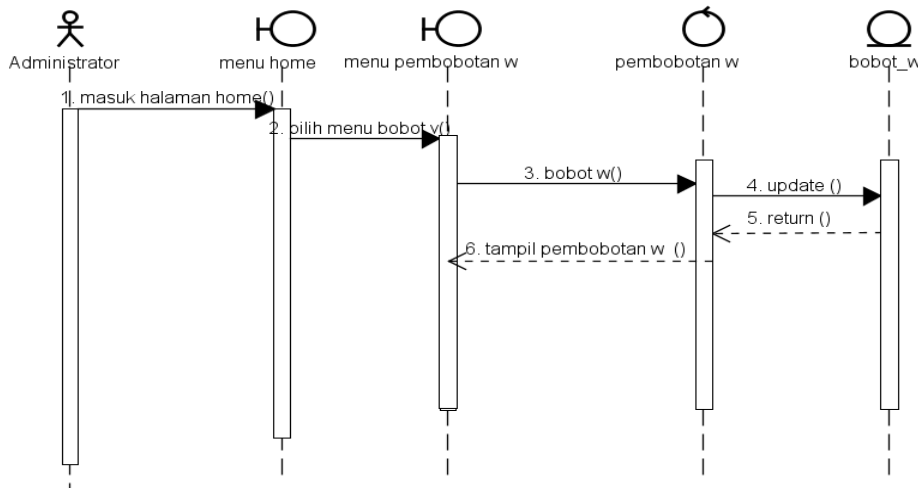 Administrator
menu home
menu pembobotan w
pembobotan w
bobot_w
1. masuk halaman home()
2. pilih menu bobot v()
3. bobot w()
4. update ()
5. return ()
6. tampil pembobotan w ()